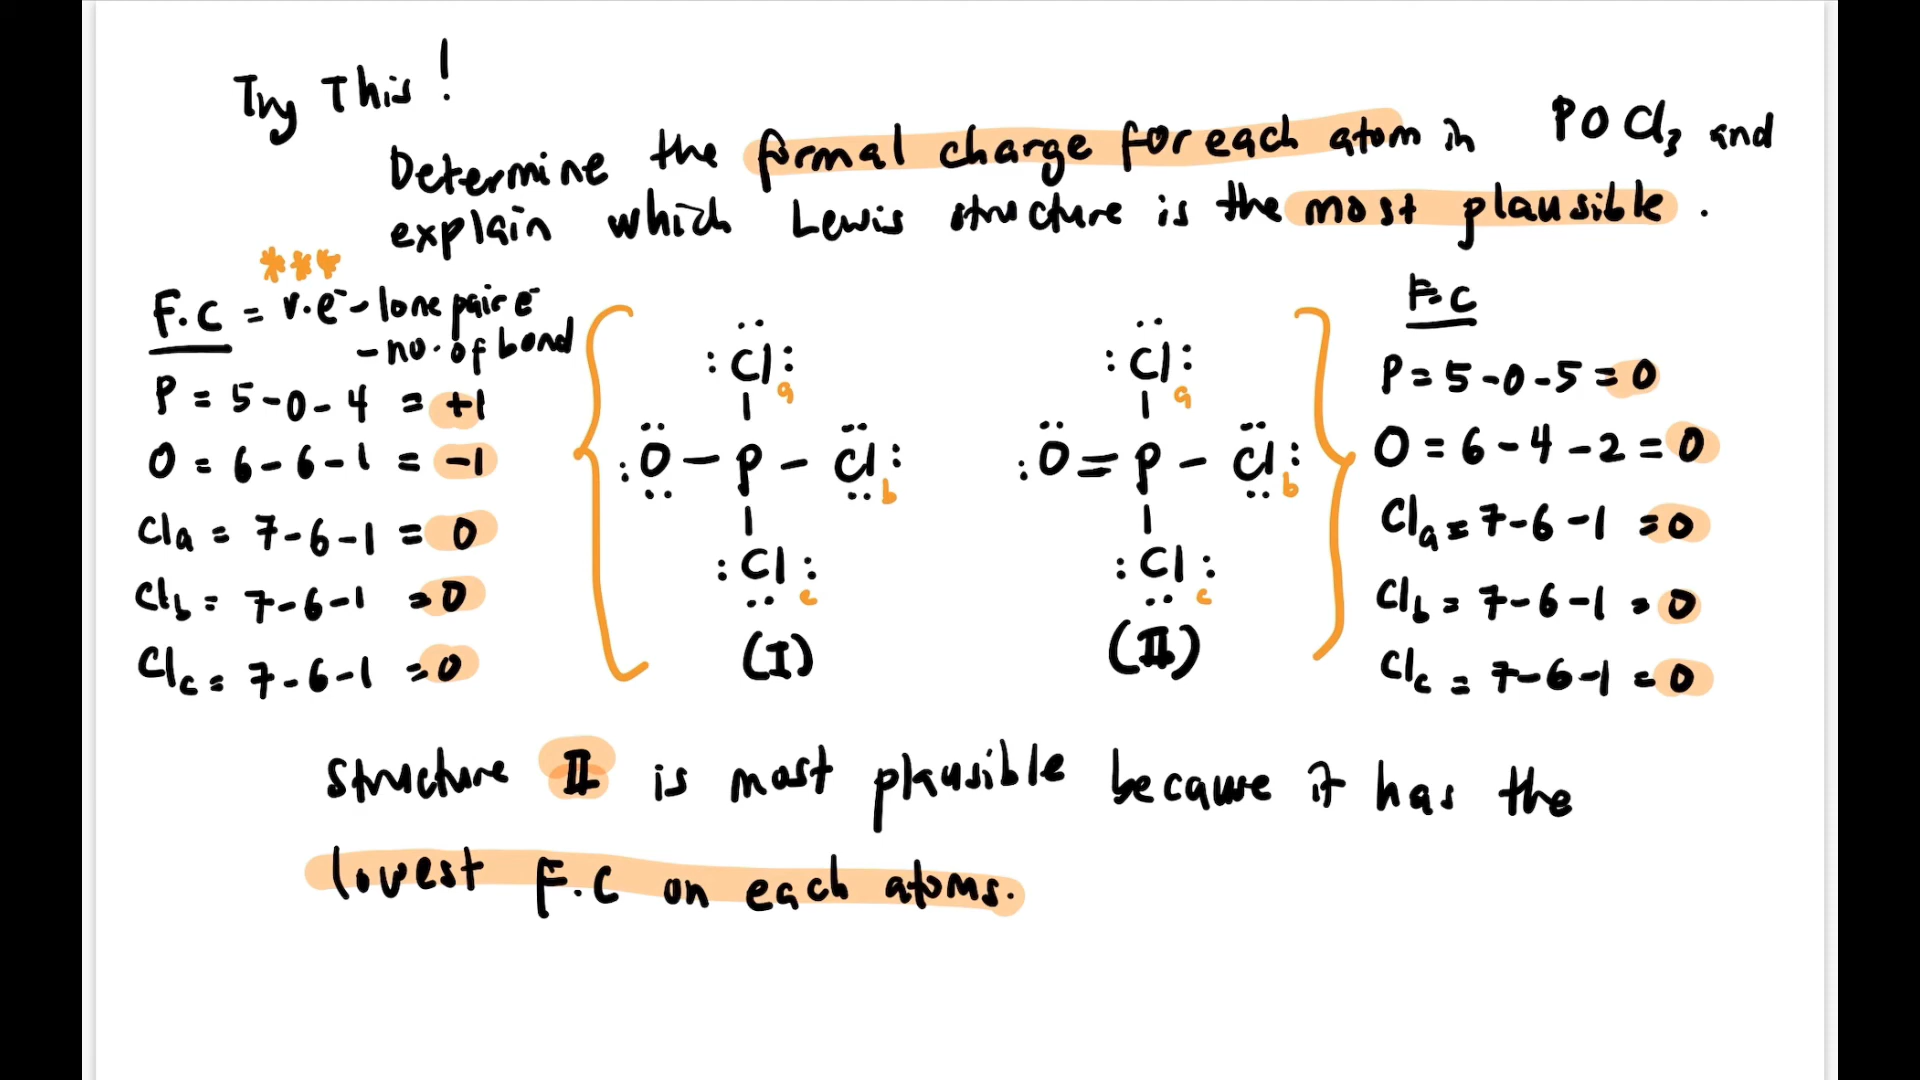 Try This!
Determine the formal charge for each atom in POCl3 and
explain which Lewis structure is the most plausible.
***
F.C = v.e⁻ - lone pair e⁻
- no. of bond
P = 5-0-4 = +1
O = 6-6-1 = -1
Cla = 7-6-1 = 0
Clb = 7-6-1 = 0
Clc = 7-6-1 = 0
:Cl: a
:O-P-Cl: b
:Cl: c
(I)
:Cl: a
:O=P-Cl: b
:Cl: c
(II)
F.C
P = 5-0-5 = 0
O = 6-4-2 = 0
Cla = 7-6-1 = 0
Clb = 7-6-1 = 0
Clc = 7-6-1 = 0
structure II is most plausible because it has the
lowest F.C on each atoms.